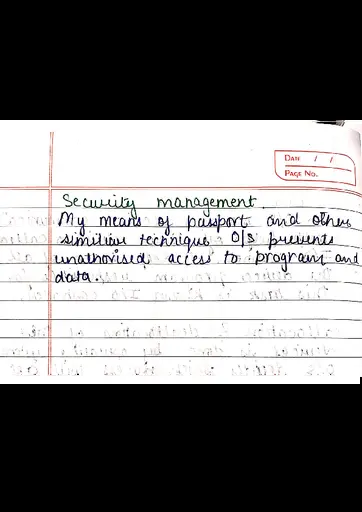 DATE / /
PAGE NO.
Security management.
My means of passport and other
similiar technique O/S prevents
unathorised access to program and
data.